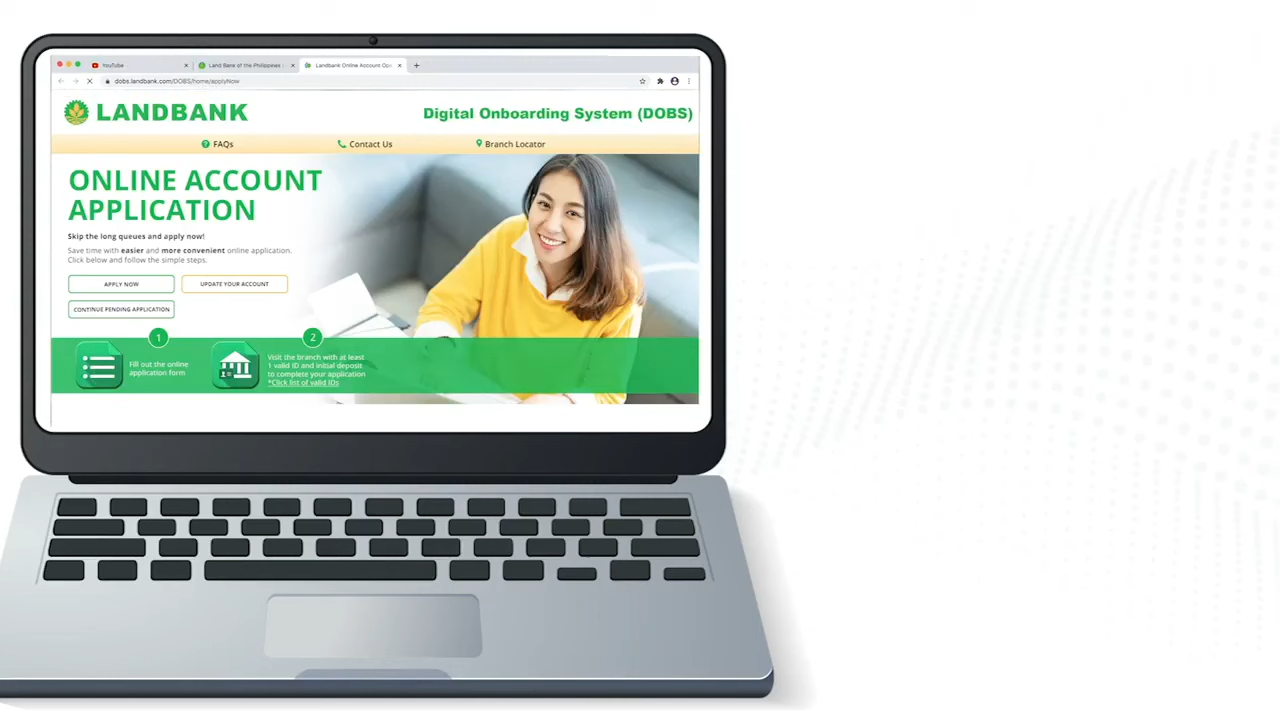 YouTube
Land Bank of the Philippines |
Landbank Online Account Ope
dobs.landbank.com/DOBS/home/applyNow
LANDBANK
Digital Onboarding System (DOBS)
FAQs
Contact Us
Branch Locator
ONLINE ACCOUNT
APPLICATION
Skip the long queues and apply now!
Save time with easier and more convenient online application.
Click below and follow the simple steps.
APPLY NOW
UPDATE YOUR ACCOUNT
CONTINUE PENDING APPLICATION
1
Fill out the online
application form
2
Visit the branch with at least
1 valid ID and Initial deposit
to complete your application
*Click list of valid IDs